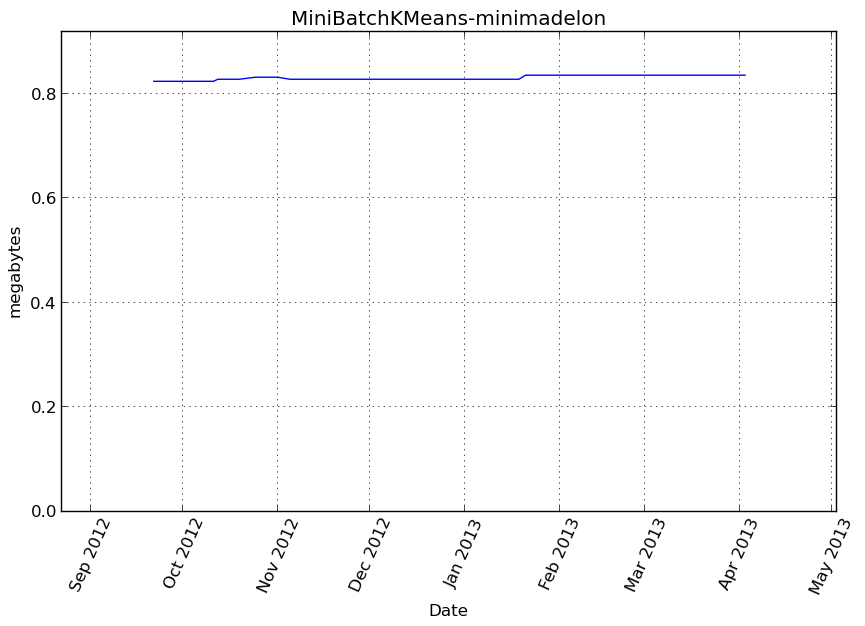 MiniBatchKMeans-minimadelon
0.8
0.6
0.4
0.2
0.0
megabytes
Sep 2012
Oct 2012
Nov 2012
Dec 2012
Jan 2013
Feb 2013
Mar 2013
Apr 2013
May 2013
Date